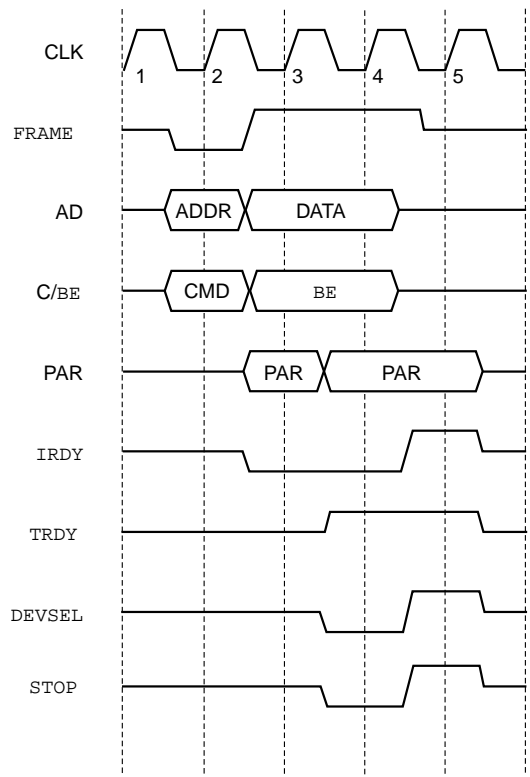 CLK
1 2 3 4 5
FRAME
AD ADDR DATA
C/BE CMD BE
PAR PAR PAR
IRDY
TRDY
DEVSEL
STOP